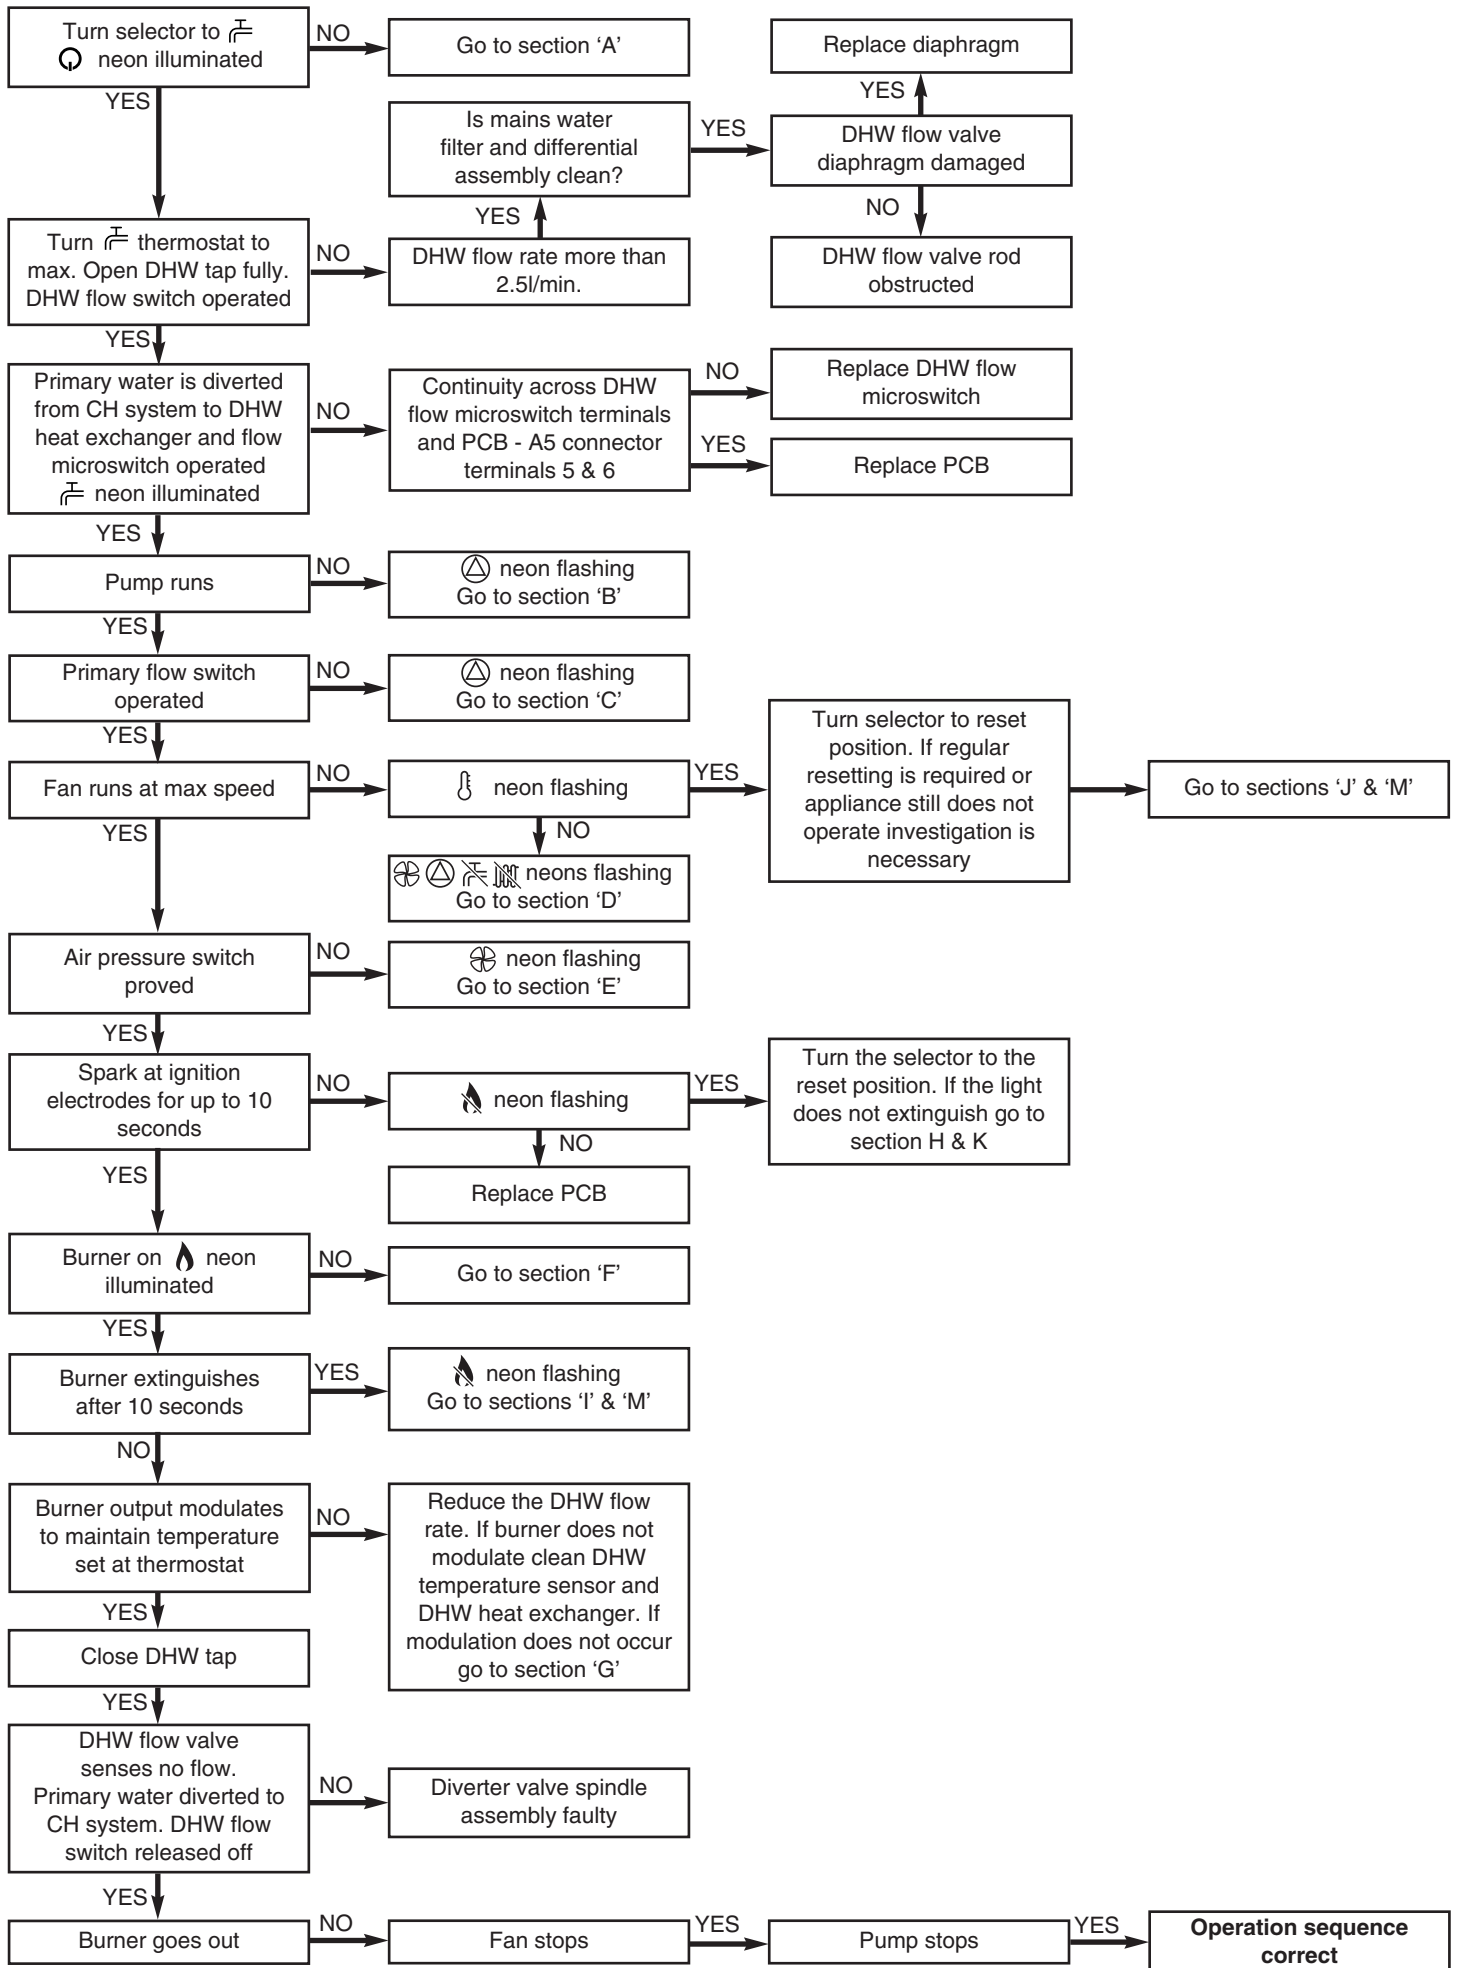 Turn selector to
neon illuminated
NO
Go to section ‘A’
Replace diaphragm
YES
YES
Is mains water
filter and differential
assembly clean?
YES
DHW flow valve
diaphragm damaged
YES
NO
Turn thermostat to
max. Open DHW tap fully.
DHW flow switch operated
NO
DHW flow rate more than
2.5l/min.
DHW flow valve rod
obstructed
YES
Primary water is diverted
from CH system to DHW
heat exchanger and flow
microswitch operated
neon illuminated
NO
Continuity across DHW
flow microswitch terminals
and PCB - A5 connector
terminals 5 & 6
NO
Replace DHW flow
microswitch
YES
Replace PCB
YES
Pump runs
NO
neon flashing
Go to section ‘B’
YES
Primary flow switch
operated
NO
neon flashing
Go to section ‘C’
YES
Fan runs at max speed
NO
neon flashing
YES
Turn selector to reset
position. If regular
resetting is required or
appliance still does not
operate investigation is
necessary
Go to sections ‘J’ & ‘M’
YES
NO
neons flashing
Go to section ‘D’
Air pressure switch
proved
NO
neon flashing
Go to section ‘E’
YES
Spark at ignition
electrodes for up to 10
seconds
NO
neon flashing
YES
Turn the selector to the
reset position. If the light
does not extinguish go to
section H & K
NO
Replace PCB
YES
Burner on neon
illuminated
NO
Go to section ‘F’
YES
Burner extinguishes
after 10 seconds
YES
neon flashing
Go to sections ‘I’ & ‘M’
NO
Burner output modulates
to maintain temperature
set at thermostat
NO
Reduce the DHW flow
rate. If burner does not
modulate clean DHW
temperature sensor and
DHW heat exchanger. If
modulation does not occur
go to section ‘G’
YES
Close DHW tap
YES
DHW flow valve
senses no flow.
Primary water diverted to
CH system. DHW flow
switch released off
NO
Diverter valve spindle
assembly faulty
YES
Burner goes out
NO
Fan stops
YES
Pump stops
YES
Operation sequence
correct